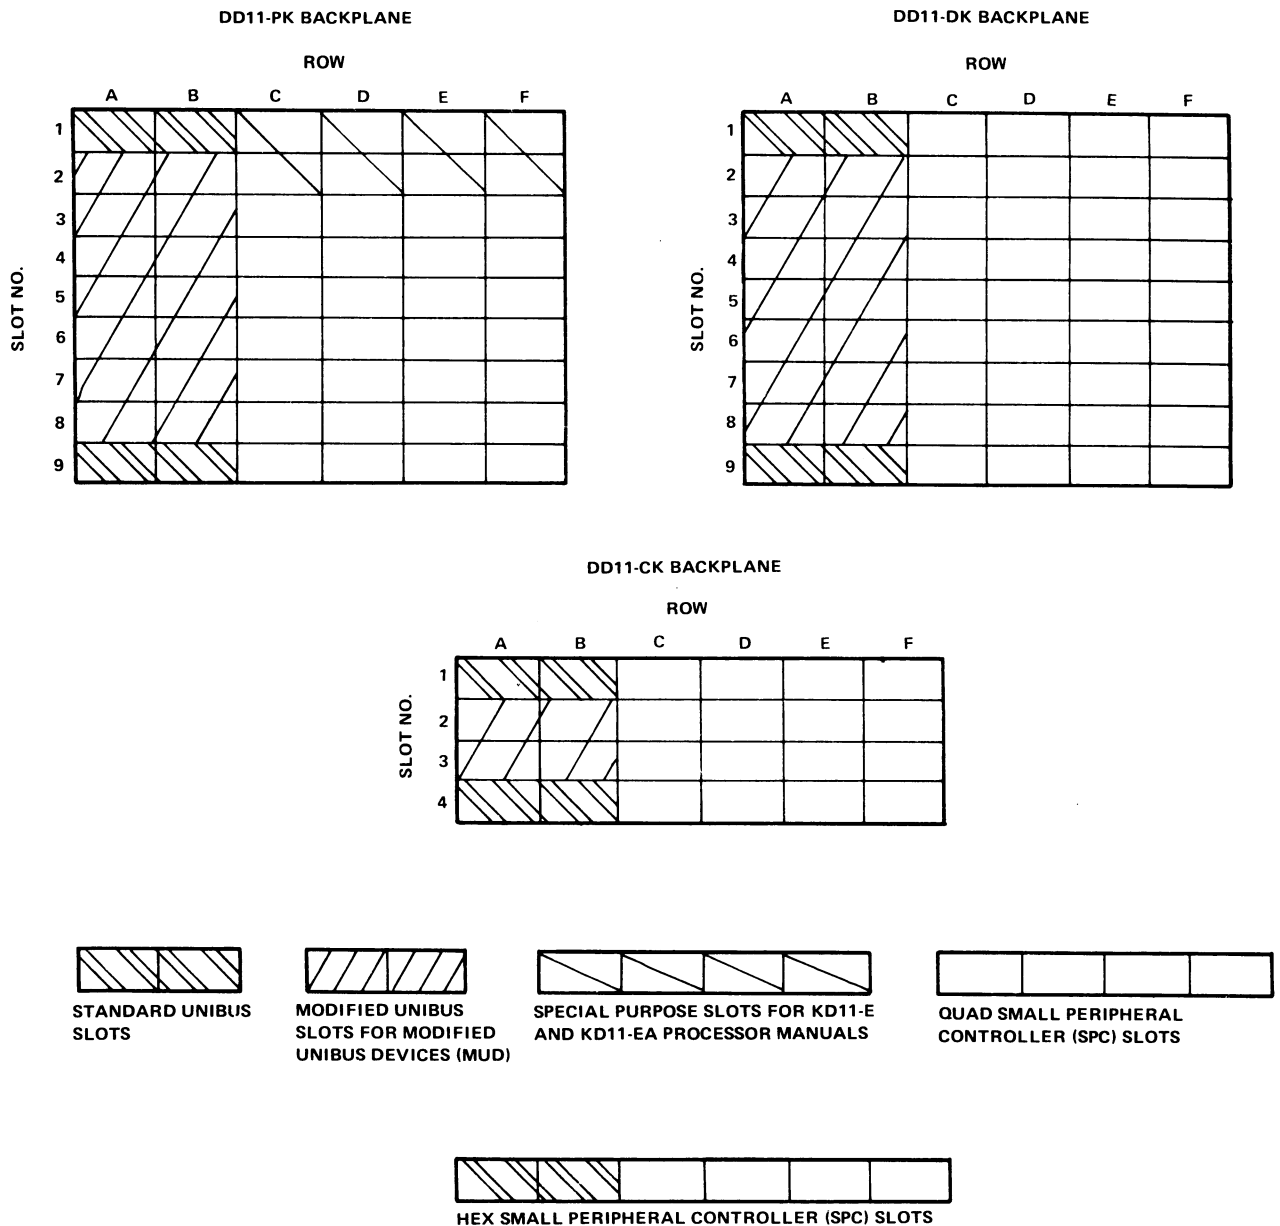 DD11-PK BACKPLANE
ROW
A B C D E F
SLOT NO.
1
2
3
4
5
6
7
8
9
DD11-DK BACKPLANE
ROW
A B C D E F
SLOT NO.
1
2
3
4
5
6
7
8
9
DD11-CK BACKPLANE
ROW
A B C D E F
SLOT NO.
1
2
3
4
STANDARD UNIBUS
SLOTS
MODIFIED UNIBUS
SLOTS FOR MODIFIED
UNIBUS DEVICES (MUD)
SPECIAL PURPOSE SLOTS FOR KD11-E
AND KD11-EA PROCESSOR MANUALS
QUAD SMALL PERIPHERAL
CONTROLLER (SPC) SLOTS
HEX SMALL PERIPHERAL CONTROLLER (SPC) SLOTS